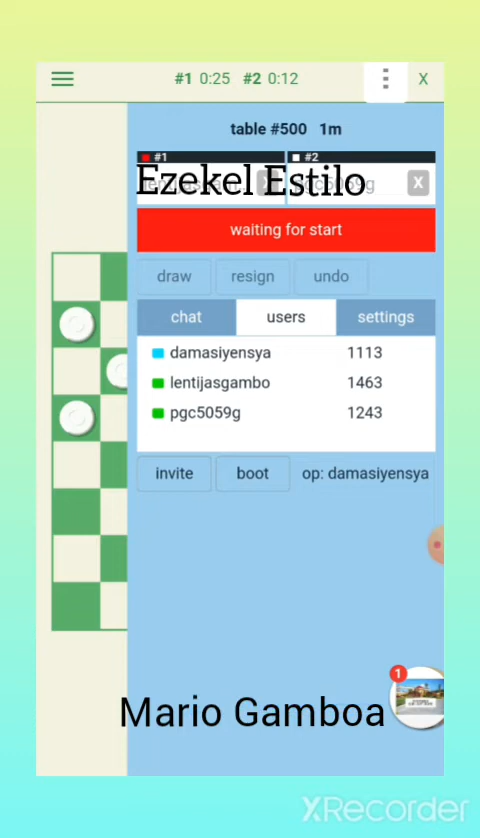 #1 0:25 #2 0:12 X
table #500 1m
#1 #2
Ezekel Estilo
X
waiting for start
draw resign undo
chat users settings
damasiyensya 1113
lentijasgambo 1463
pgc5059g 1243
invite boot op: damasiyensya
1
Mario Gamboa
XRecorder